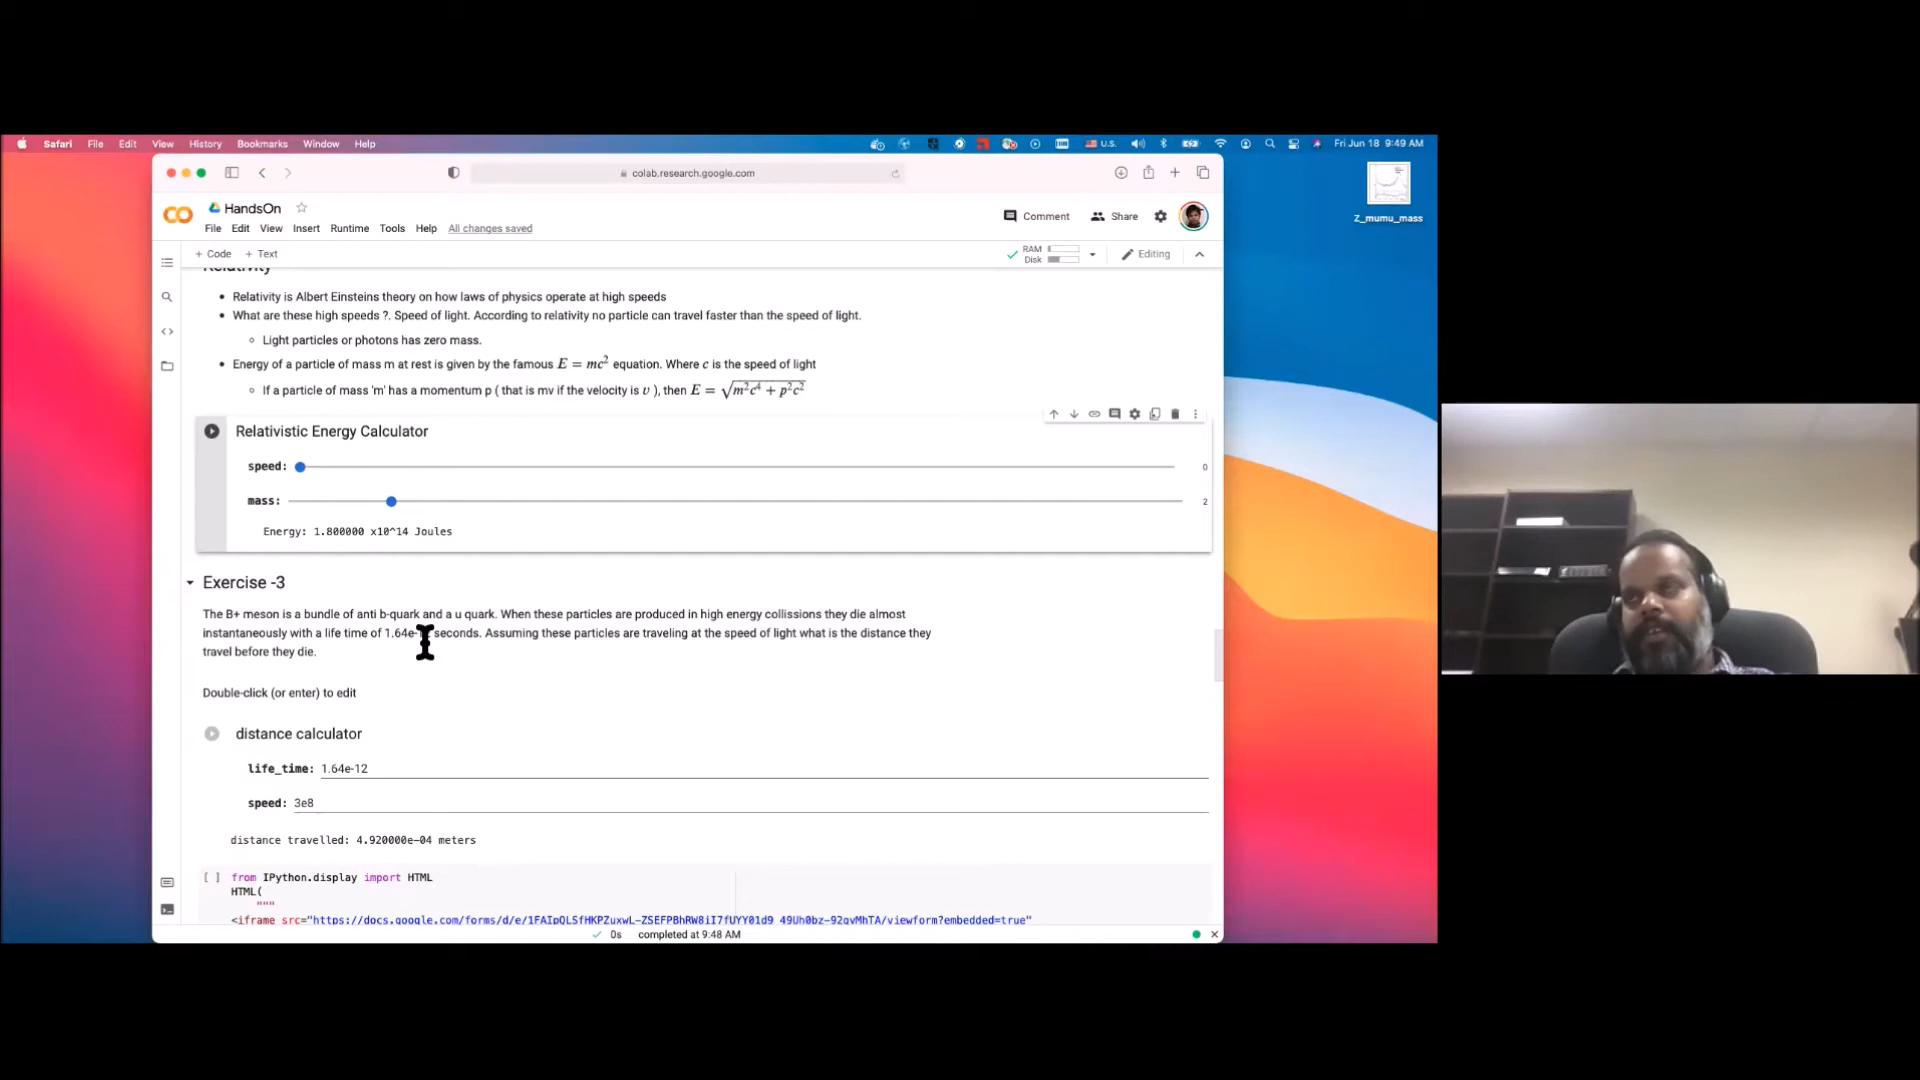 Safari File Edit View History Bookmarks Window Help U.S. Fri Jun 18 9:49 AM
colab.research.google.com
Z_mumu_mass
HandsOn
Comment Share
File Edit View Insert Runtime Tools Help All changes saved
+ Code + Text
RAM
Disk
Editing
Relativity
• Relativity is Albert Einsteins theory on how laws of physics operate at high speeds
• What are these high speeds ?. Speed of light. According to relativity no particle can travel faster than the speed of light.
◦ Light particles or photons has zero mass.
• Energy of a particle of mass m at rest is given by the famous E = mc² equation. Where c is the speed of light
◦ If a particle of mass 'm' has a momentum p ( that is mv if the velocity is υ ), then E = √m²c⁴ + p²c²
Relativistic Energy Calculator
speed: 0
mass: 2
Energy: 1.800000 x10^14 Joules
Exercise -3
The B+ meson is a bundle of anti b-quark and a u quark. When these particles are produced in high energy collissions they die almost
instantaneously with a life time of 1.64e- seconds. Assuming these particles are traveling at the speed of light what is the distance they
travel before they die.
Double-click (or enter) to edit
distance calculator
life_time: 1.64e-12
speed: 3e8
distance travelled: 4.920000e-04 meters
[ ] from IPython.display import HTML
HTML(
"""
<iframe src="https://docs.google.com/forms/d/e/
0s completed at 9:48 AM